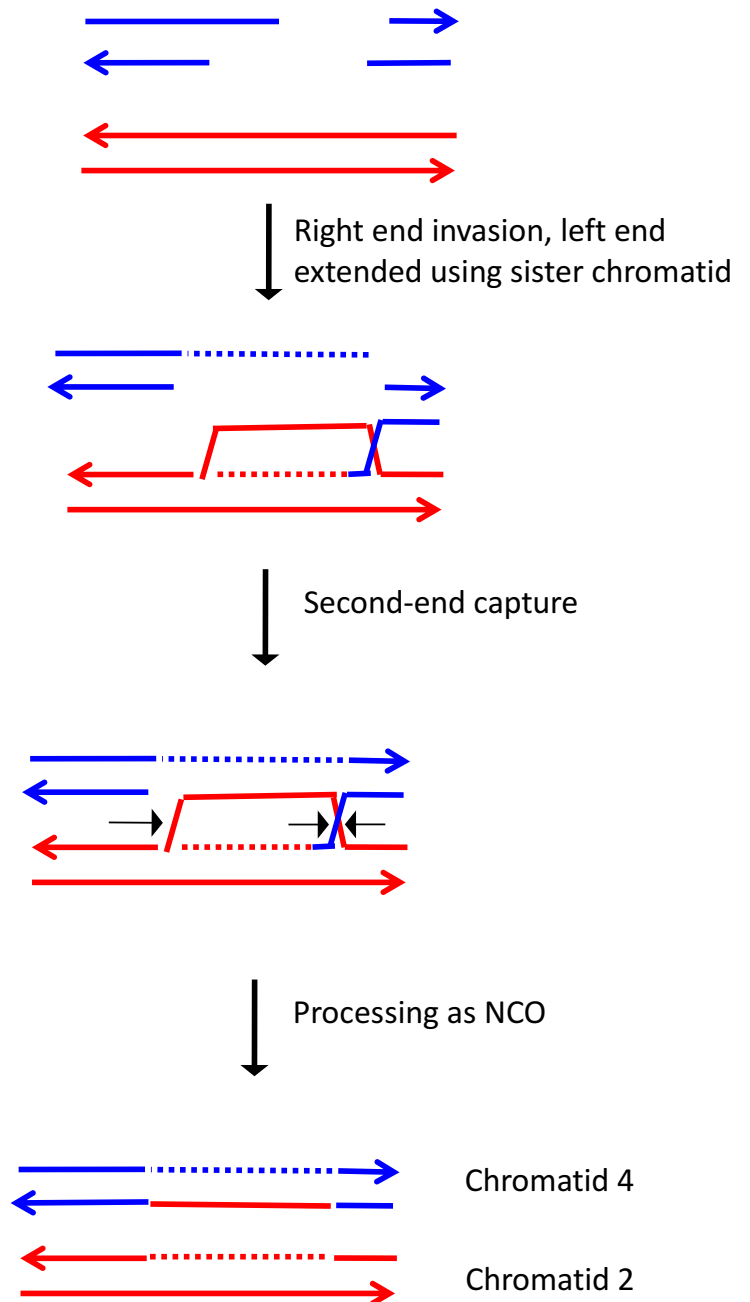 Right end invasion, left end
extended using sister chromatid
Second-end capture
Processing as NCO
Chromatid 4
Chromatid 2